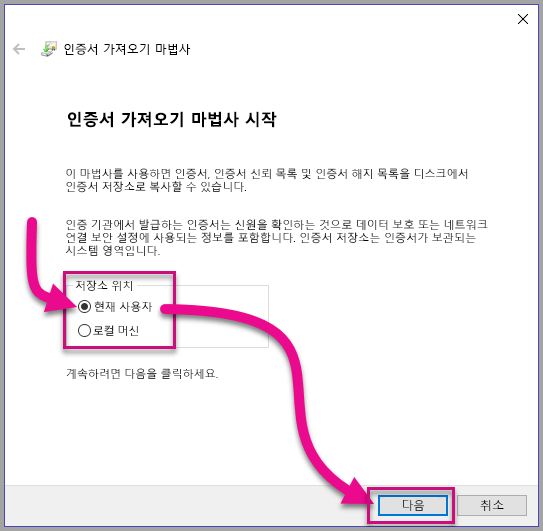 인증서 가져오기 마법사
인증서 가져오기 마법사 시작
이 마법사를 사용하면 인증서, 인증서 신뢰 목록 및 인증서 해지 목록을 디스크에서
인증서 저장소로 복사할 수 있습니다.
인증 기관에서 발급하는 인증서는 신원을 확인하는 것으로 데이터 보호 또는 네트워크
연결 보안 설정에 사용되는 정보를 포함합니다. 인증서 저장소는 인증서가 보관되는
시스템 영역입니다.
저장소 위치
현재 사용자
로컬 머신
계속하려면 다음을 클릭하세요.
다음 취소